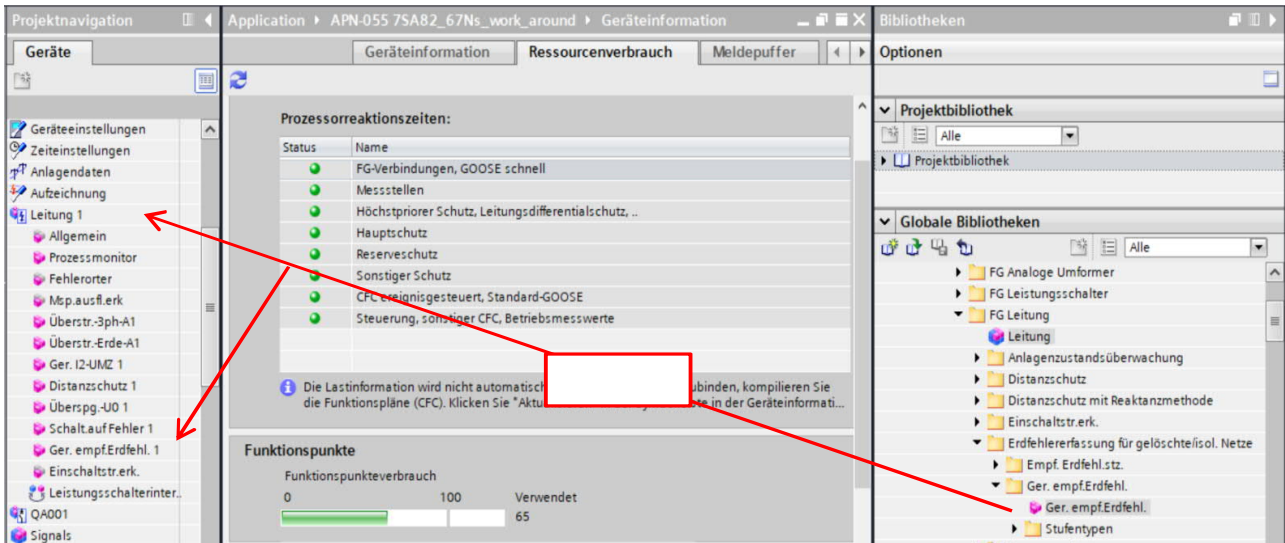 Projektnavigation
Geräte
Geräteeinstellungen
Zeiteinstellungen
Anlagendaten
Aufzeichnung
Leitung 1
Allgemein
Prozessmonitor
Fehlerorter
Msp.ausfl.erk
Überstr.-3ph-A1
Überstr.-Erde-A1
Ger. I2-UMZ 1
Distanzschutz 1
Überspg.-U0 1
Schalt.auf Fehler 1
Ger. empf.Erdfehl. 1
Einschaltstr.erk.
Leistungsschalterinter..
QA001
Signals
Application APN-055 7SA82_67Ns_work_around Geräteinformation
Geräteinformation Ressourcenverbrauch Meldepuffer
Prozessorreaktionszeiten:
Status Name
FG-Verbindungen, GOOSE schnell
Messstellen
Höchstpriorer Schutz, Leitungsdifferentialschutz, ..
Hauptschutz
Reserveschutz
Sonstiger Schutz
CFC ereignisgesteuert, Standard-GOOSE
Steuerung, sonstiger CFC, Betriebsmesswerte
Die Lastinformation wird nicht automatisch ubinden, kompilieren Sie
die Funktionspläne (CFC). Klicken Sie in der Geräteinformati...
Funktionspunkte
Funktionspunkteverbrauch
0 100 Verwendet
65
Bibliotheken
Optionen
Projektbibliothek
Alle
Projektbibliothek
Globale Bibliotheken
Alle
FG Analoge Umformer
FG Leistungsschalter
FG Leitung
Leitung
Anlagenzustandsüberwachung
Distanzschutz
Distanzschutz mit Reaktanzmethode
Einschaltstr.erk.
Erdfehlererfassung für gelöschte/isol. Netze
Empf. Erdfehl.stz.
Ger. empf.Erdfehl.
Ger. empf.Erdfehl.
Stufentypen